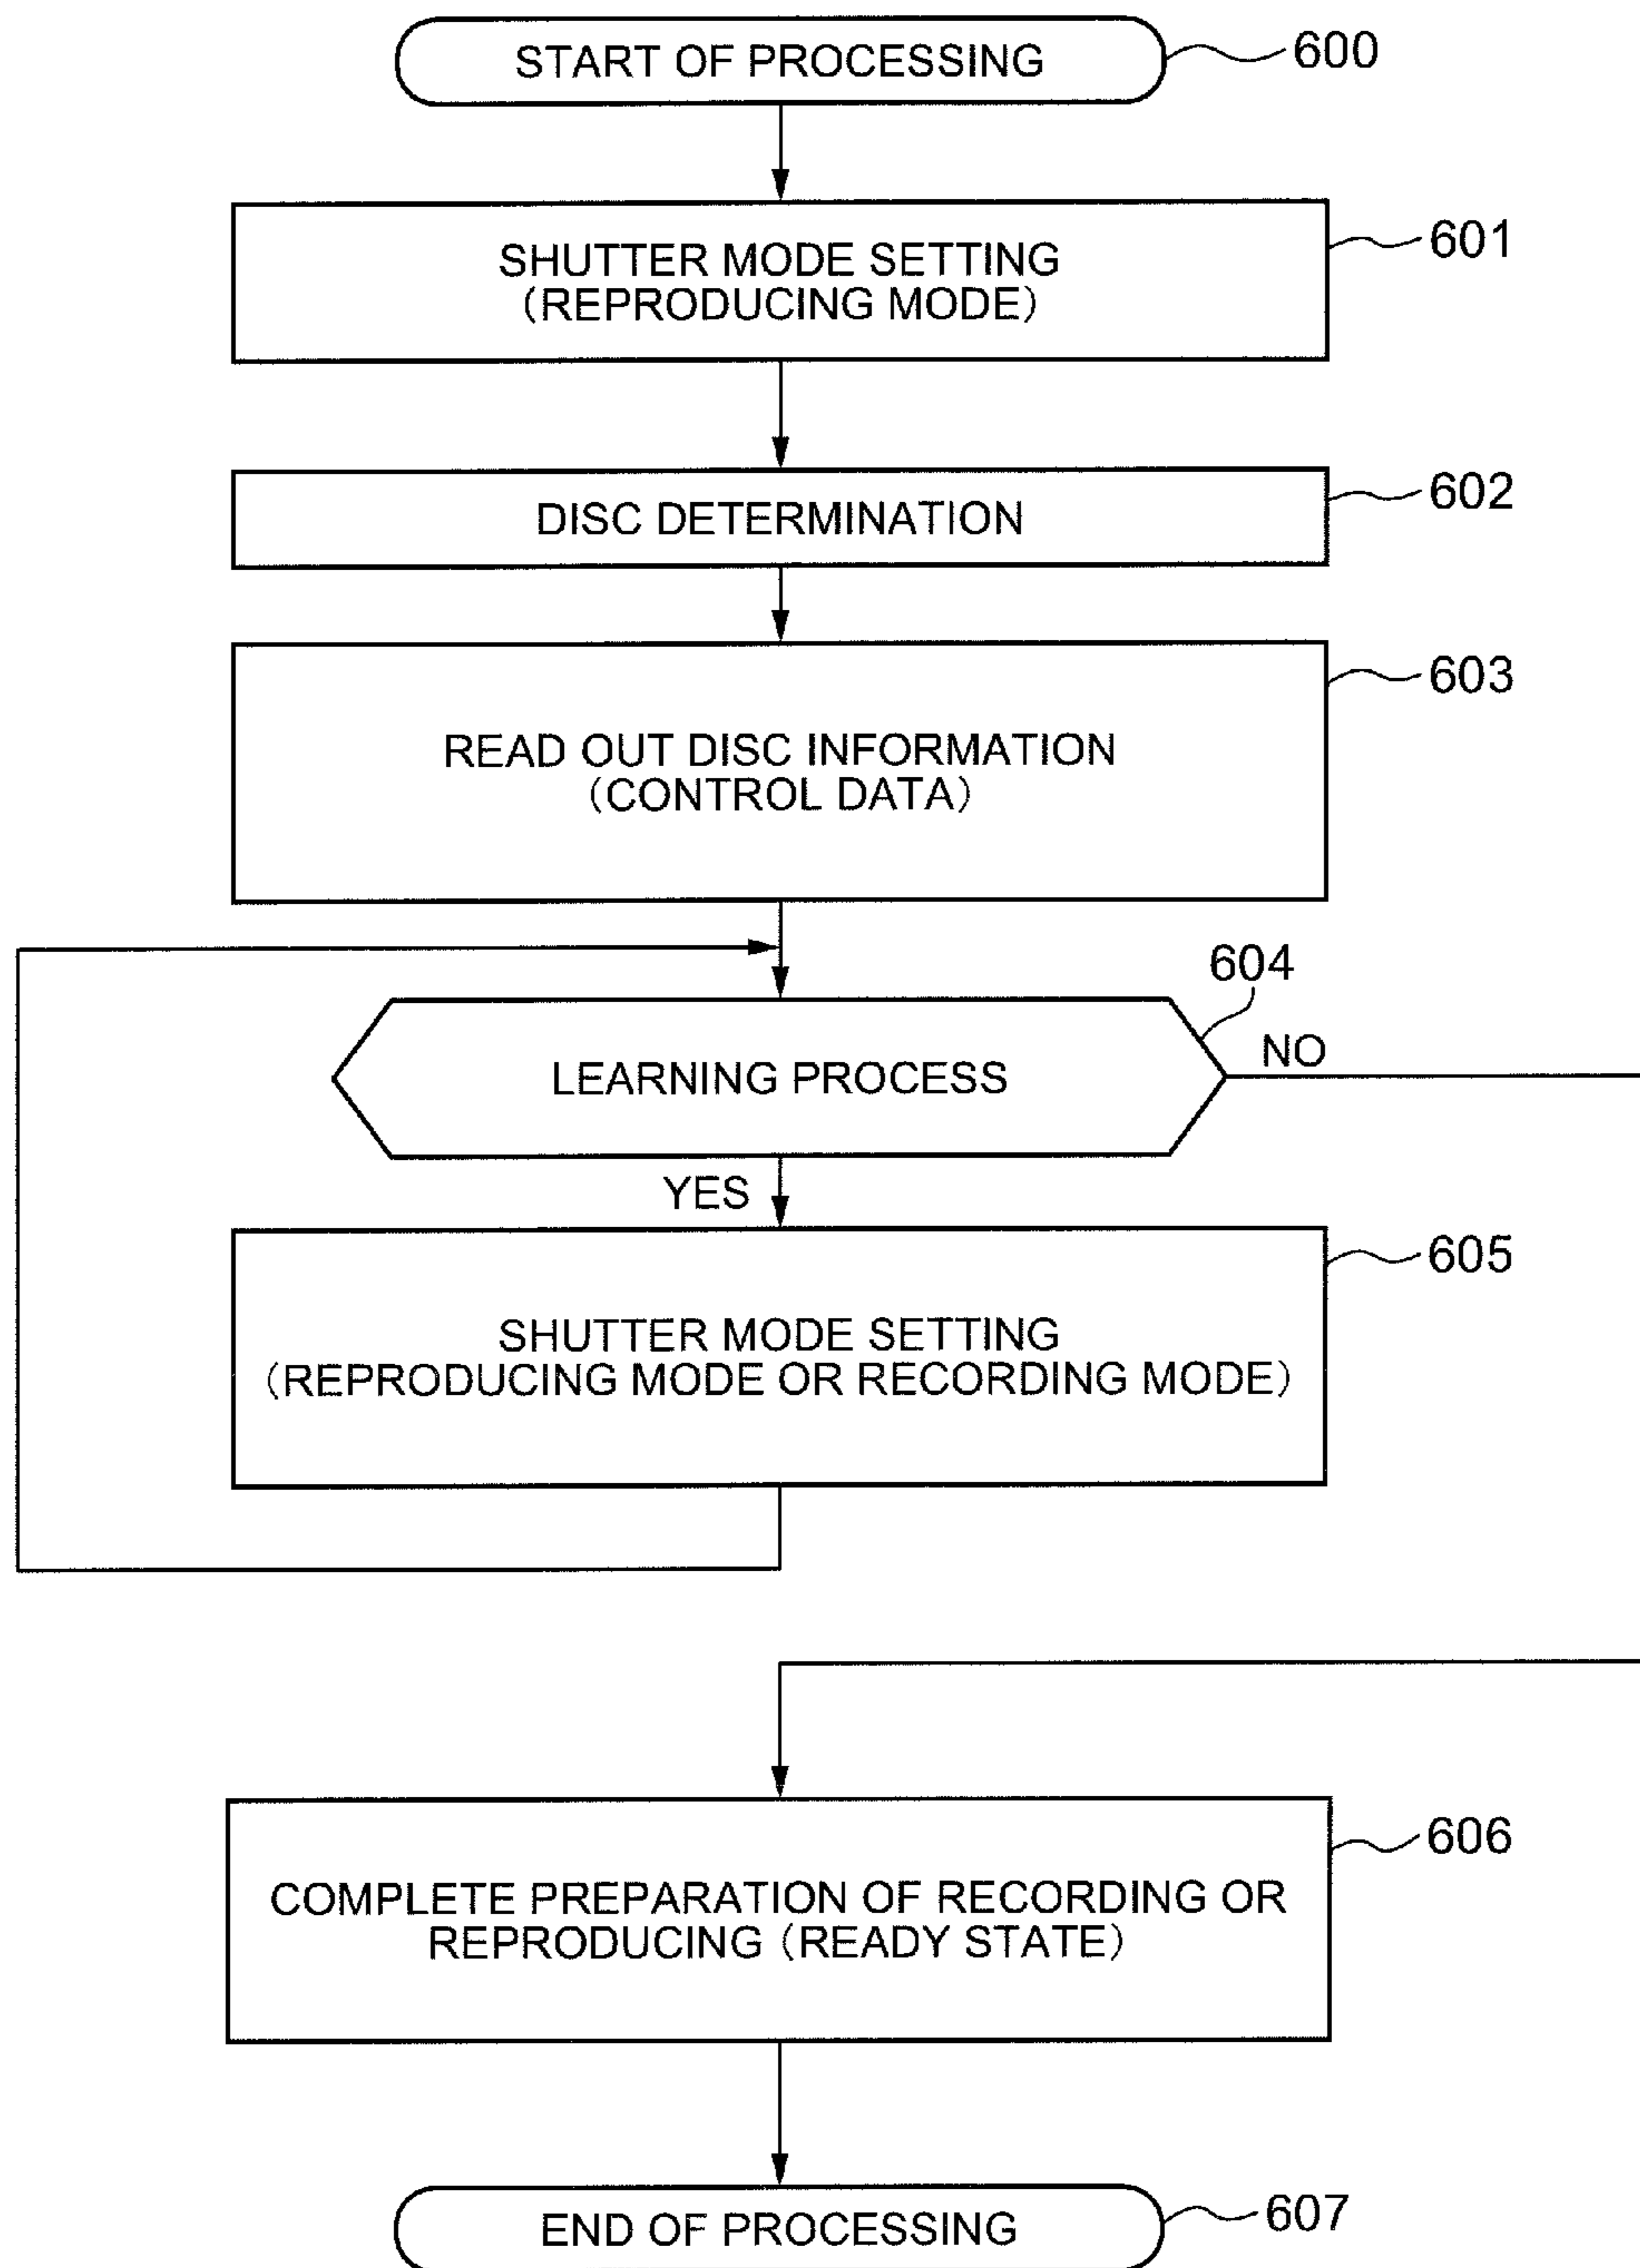 START OF PROCESSING
600
SHUTTER MODE SETTING
(REPRODUCING MODE)
601
DISC DETERMINATION
602
READ OUT DISC INFORMATION
(CONTROL DATA)
603
604
LEARNING PROCESS
NO
YES
SHUTTER MODE SETTING
(REPRODUCING MODE OR RECORDING MODE)
605
COMPLETE PREPARATION OF RECORDING OR
REPRODUCING (READY STATE)
606
END OF PROCESSING
607